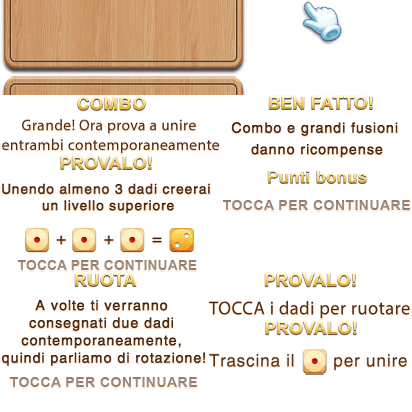 COMBO
Grande! Ora prova a unire
entrambi contemporaneamente
PROVALO!
Unendo almeno 3 dadi creerai
un livello superiore
+ + =
TOCCA PER CONTINUARE
RUOTA
A volte ti verranno
consegnati due dadi
contemporaneamente,
quindi parliamo di rotazione!
TOCCA PER CONTINUARE
BEN FATTO!
Combo e grandi fusioni
danno ricompense
Punti bonus
TOCCA PER CONTINUARE
PROVALO!
TOCCA i dadi per ruotare
PROVALO!
Trascina il per unire